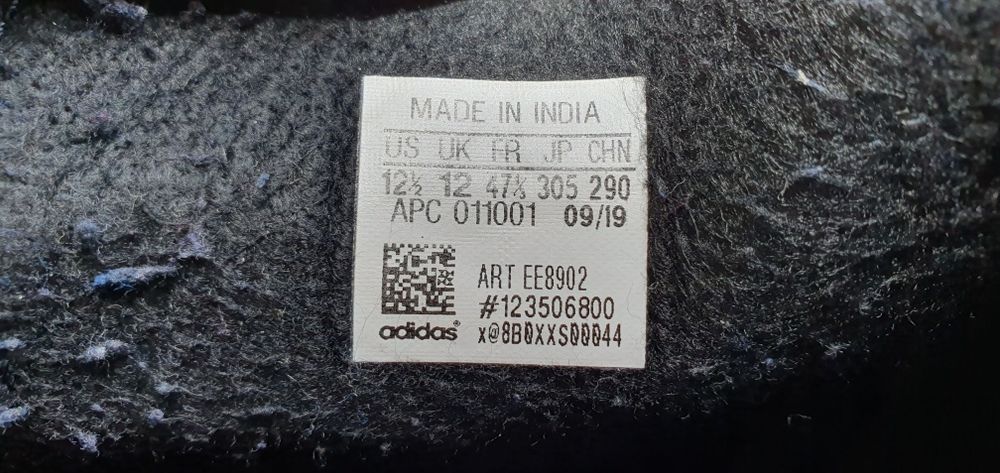 MADE IN INDIA
US UK FR JP CHN
12½ 12 47⅓ 305 290
APC 011001 09/19
ART EE8902
#123506800
adidas® x@8B0XXS00044